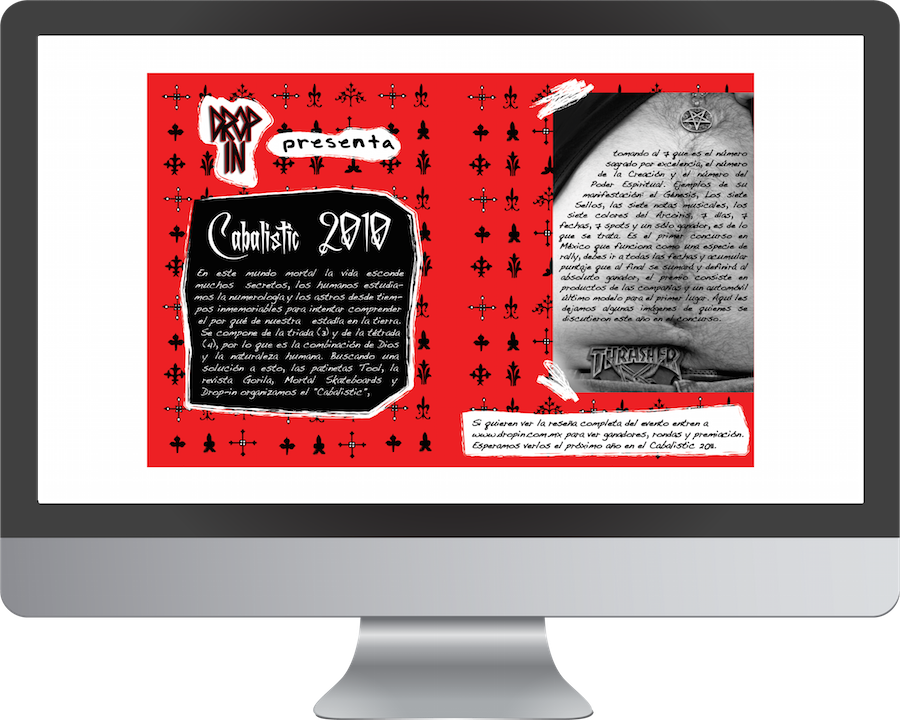 DROP
IN
presenta
Cabalistic 2010
En este mundo mortal la vida esconde
muchos secretos, los humanos estudia-
mos la numerología y los astros desde tiem-
pos inmemoriables para intentar comprender
el por qué de nuestra estadía en la tierra.
Se compone de la triada (3) y de la tétrada
(4), por lo que es la combinación de Dios
y la naturaleza humana. Buscando una
solución a esto, las patinetas Tool, la
revista Gorila, Mortal Skateboards y
Drop-in organizamos el "Cabalistic",
tomando al 7 que es el número
sagrado por excelencia, el número
de la Creación y el número del
Poder Espiritual. Ejemplos de su
manifestación el Génesis, Los siete
Sellos, las siete notas musicales, los
siete colores del Arcoíris, 7 días, 7
fechas, 7 spots y un sólo ganador, es de lo
que se trata. Es el primer concurso en
México que funciona como una especie de
rally, debes ir a todas las fechas y acumular
puntaje que al final se sumará y definirá al
absoluto ganador, el premio consiste en
productos de las compañías y un automóvil
último modelo para el primer lugar. Aquí les
dejamos algunas imágenes de quienes se
discutieron este año en el concurso.
THRASHER
Si quieren ver la reseña completa del evento entren a
www.dropin.com.mx para ver ganadores, rondas y premiación.
Esperamos verlos el próximo año en el Cabalistic 2011.